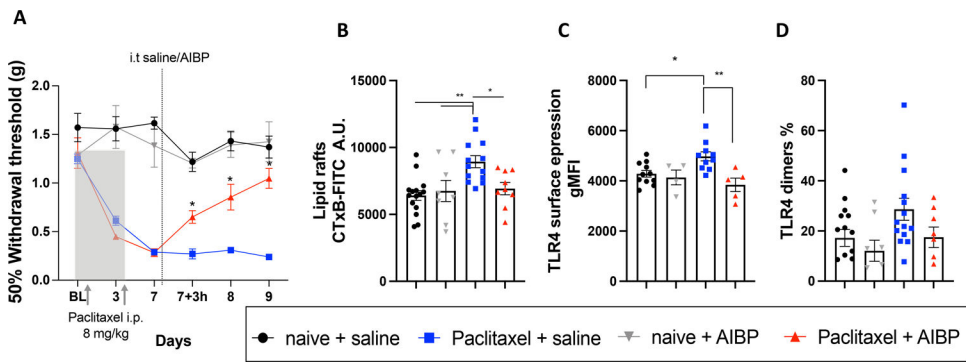 A
i.t saline/AIBP
50% Withdrawal threshold (g)
2.0
1.5
1.0
0.5
0.0
*
*
*
BL
3
7
7+3h
8
9
Paclitaxel i.p.
8 mg/kg
Days
B
Lipid rafts
CTxB-FITC A.U.
15000
10000
5000
0
**
*
C
TLR4 surface epression
gMFI
8000
6000
4000
2000
0
*
**
D
TLR4 dimers %
80
60
40
20
0
naive + saline
Paclitaxel + saline
naive + AIBP
Paclitaxel + AIBP